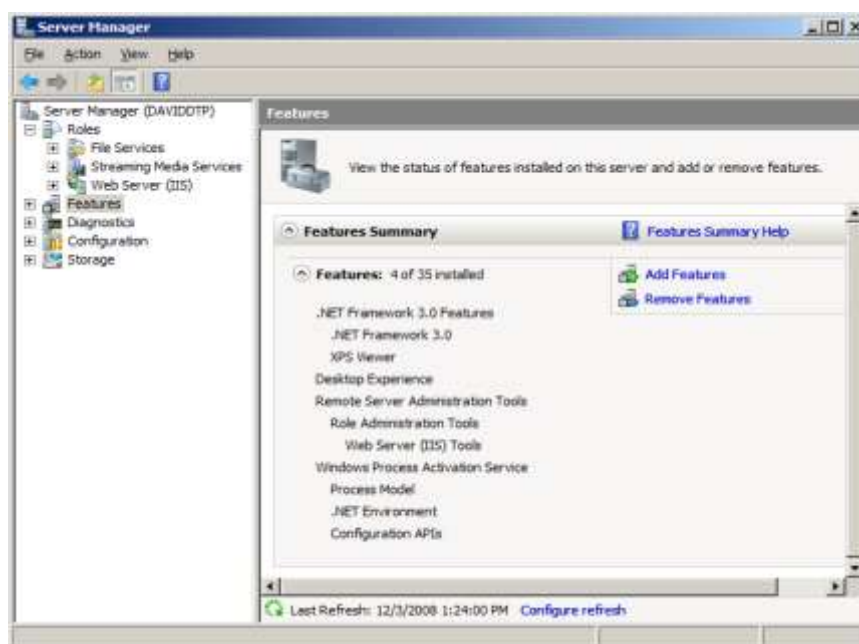 Server Manager
File Action View Help
Server Manager (DAVIDDTP)
Roles
File Services
Streaming Media Services
Web Server (IIS)
Features
Diagnostics
Configuration
Storage
Features
View the status of features installed on this server and add or remove features.
Features Summary
Features Summary Help
Features: 4 of 35 installed
Add Features
Remove Features
.NET Framework 3.0 Features
.NET Framework 3.0
XPS Viewer
Desktop Experience
Remote Server Administration Tools
Role Administration Tools
Web Server (IIS) Tools
Windows Process Activation Service
Process Model
.NET Environment
Configuration APIs
Last Refresh: 12/3/2008 1:24:00 PM Configure refresh